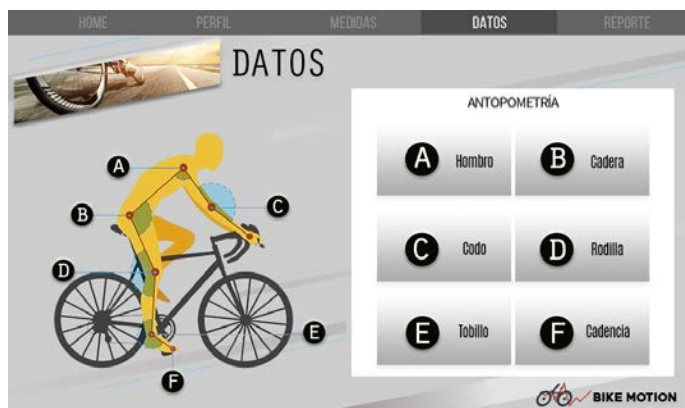 HOME PERFIL MEDIDAS DATOS REPORTE
DATOS
ANTOPOMETRÍA
A Hombro B Cadera
C Codo D Rodilla
E Tobillo F Cadencia
A
B
C
D
E
F
BIKE MOTION